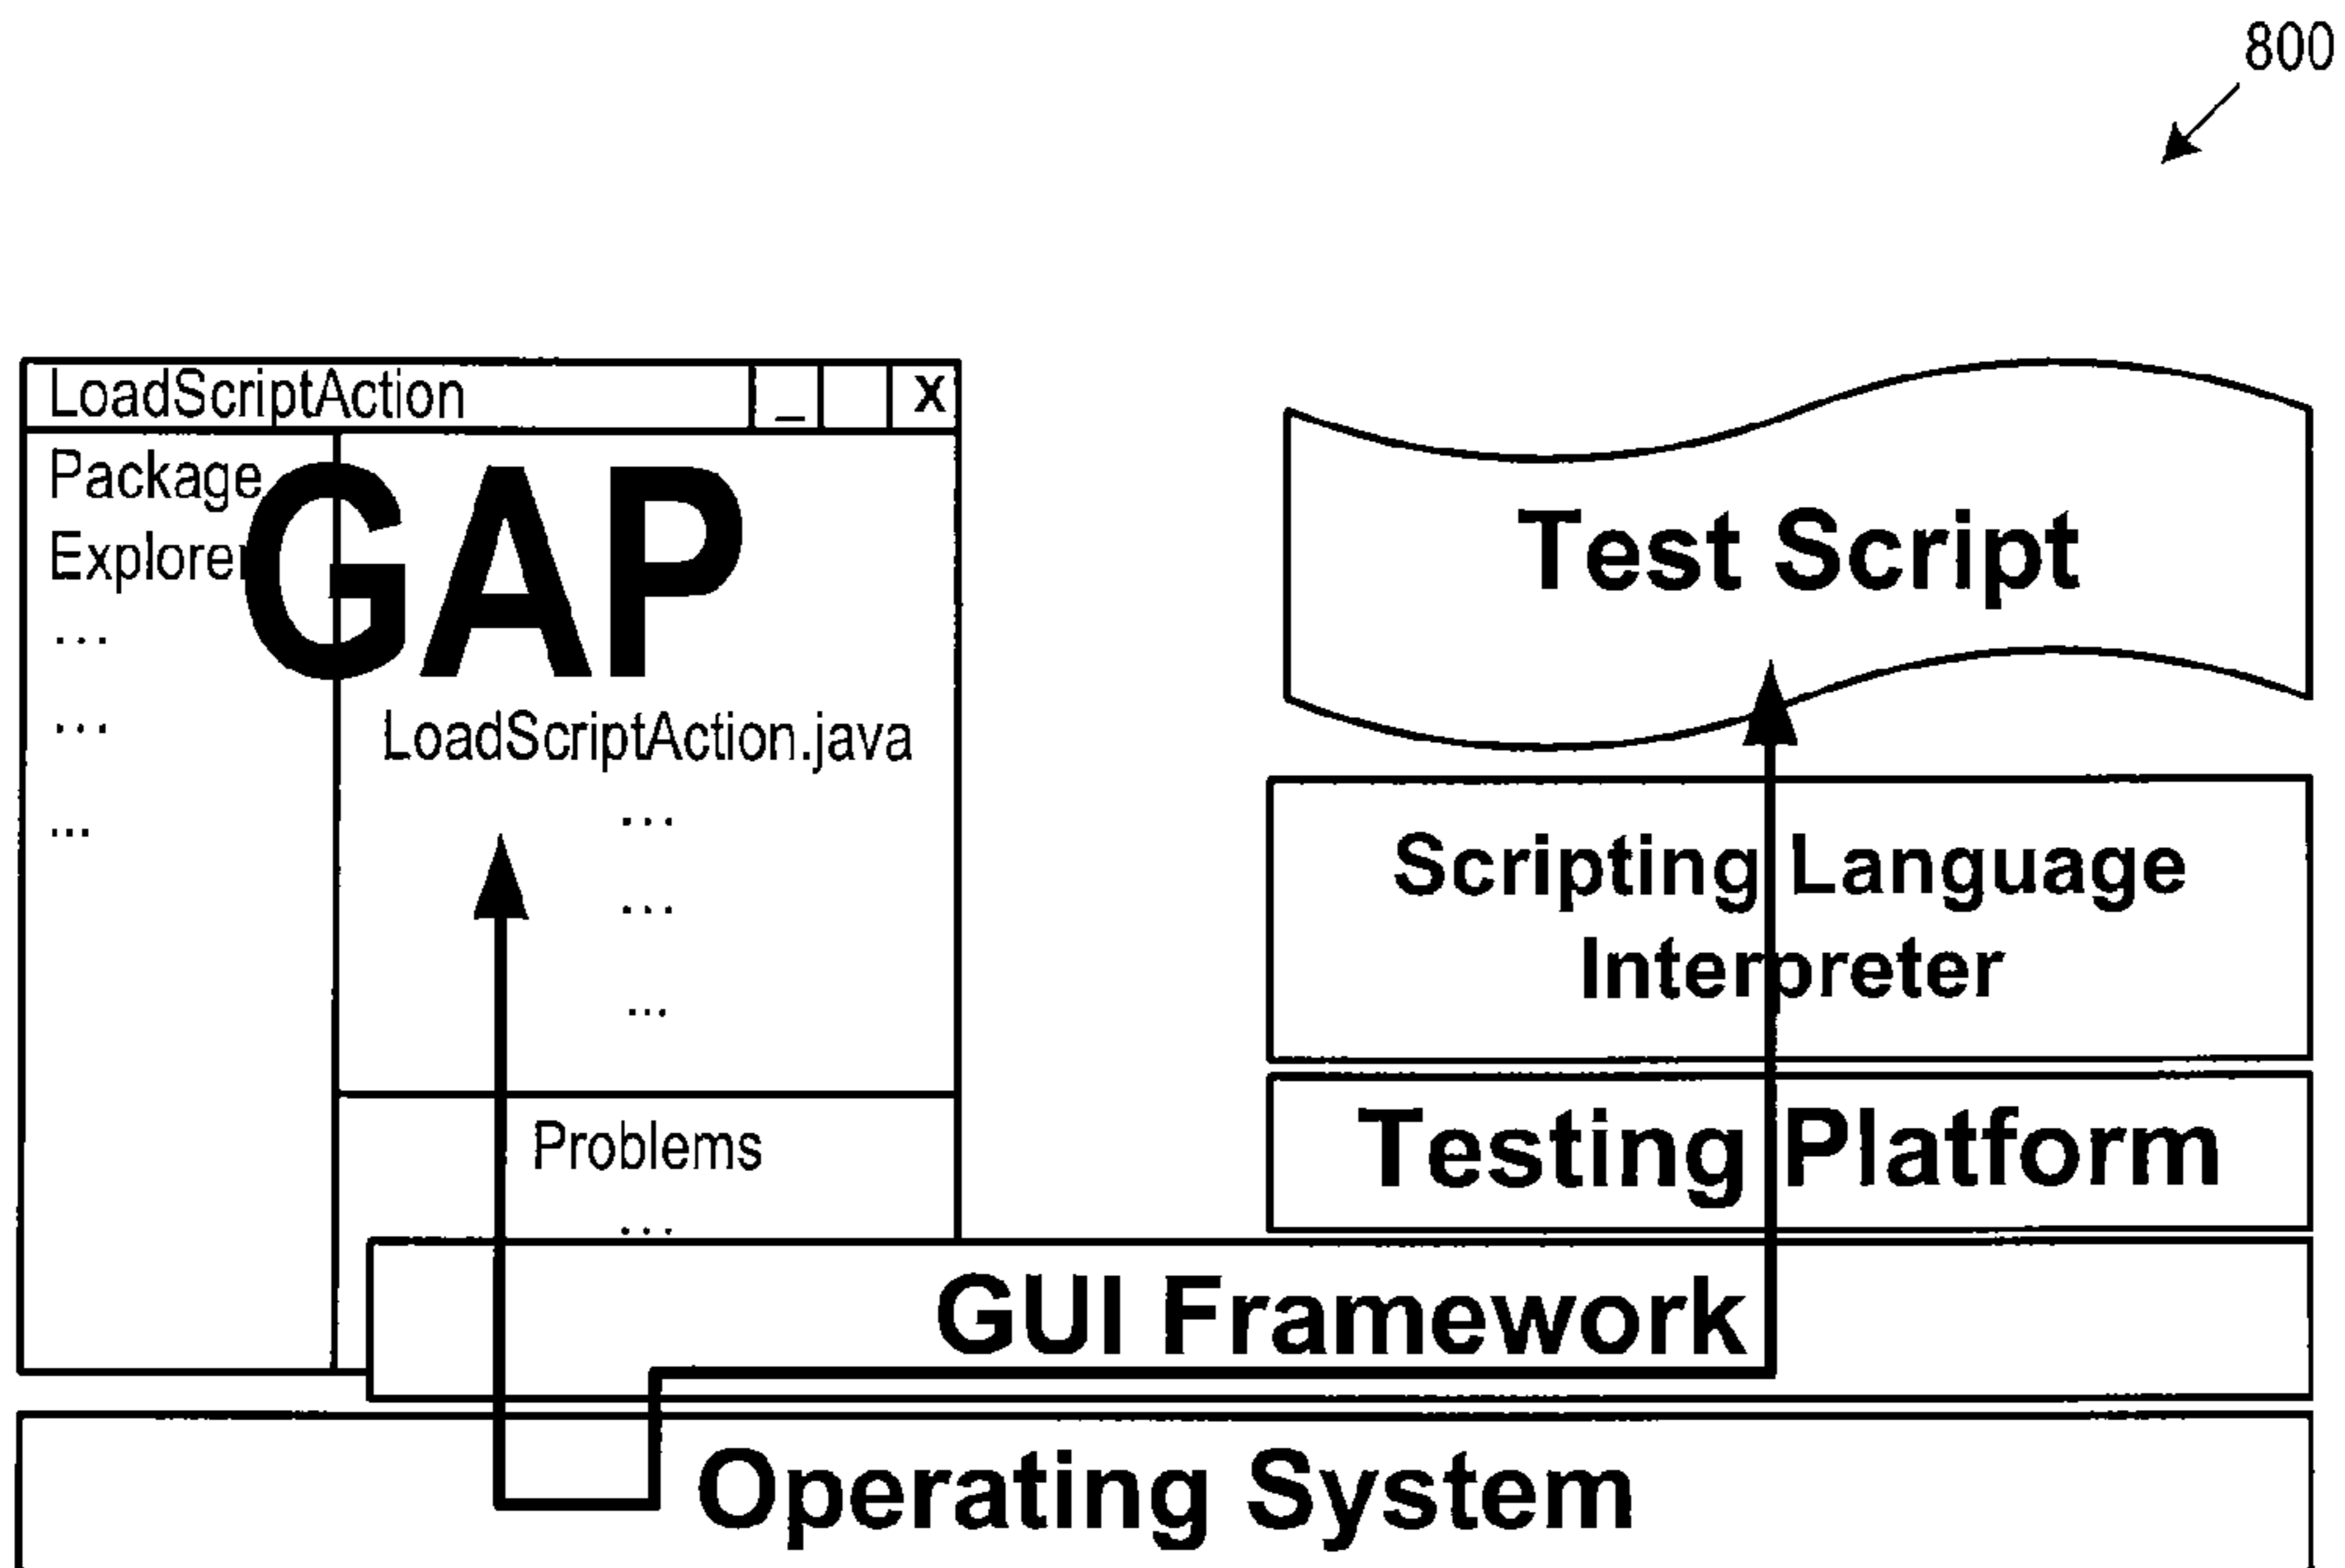 800
LoadScriptAction _ X
Package
Explorer
GAP
...
...
...
LoadScriptAction.java
...
...
...
Problems
...
Test Script
Scripting Language
Interpreter
Testing Platform
GUI Framework
Operating System